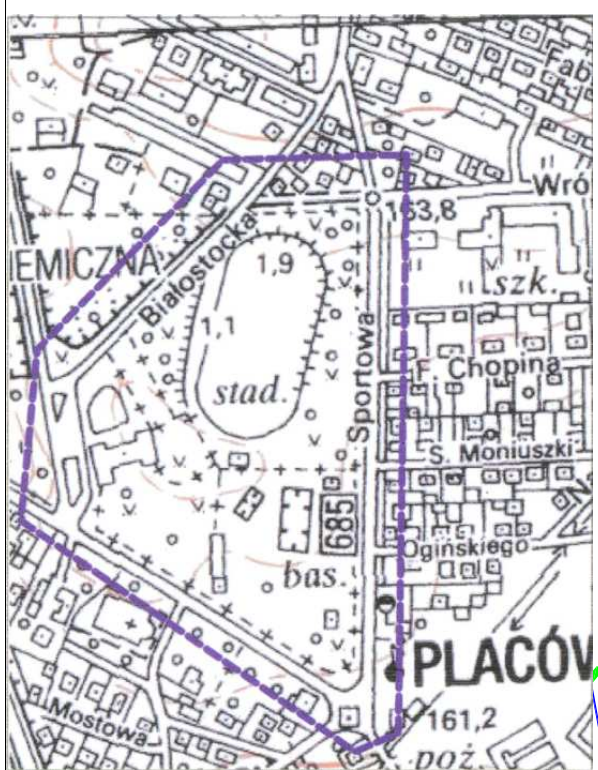 Fab
Wró
163,8
EMICZNA
Białostocka
1,9
szk.
1,1
Sportowa
F. Chopina
stad.
S. Moniuszki
685
Ogińskiego
bas.
PLACÓW
Mostowa
161,2
poż.